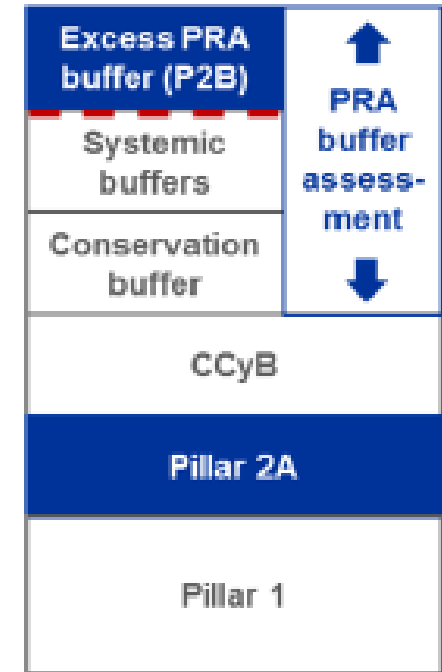 Excess PRA
buffer (P2B)
Systemic
buffers
Conservation
buffer
PRA
buffer
assess-
ment
CCyB
Pillar 2A
Pillar 1